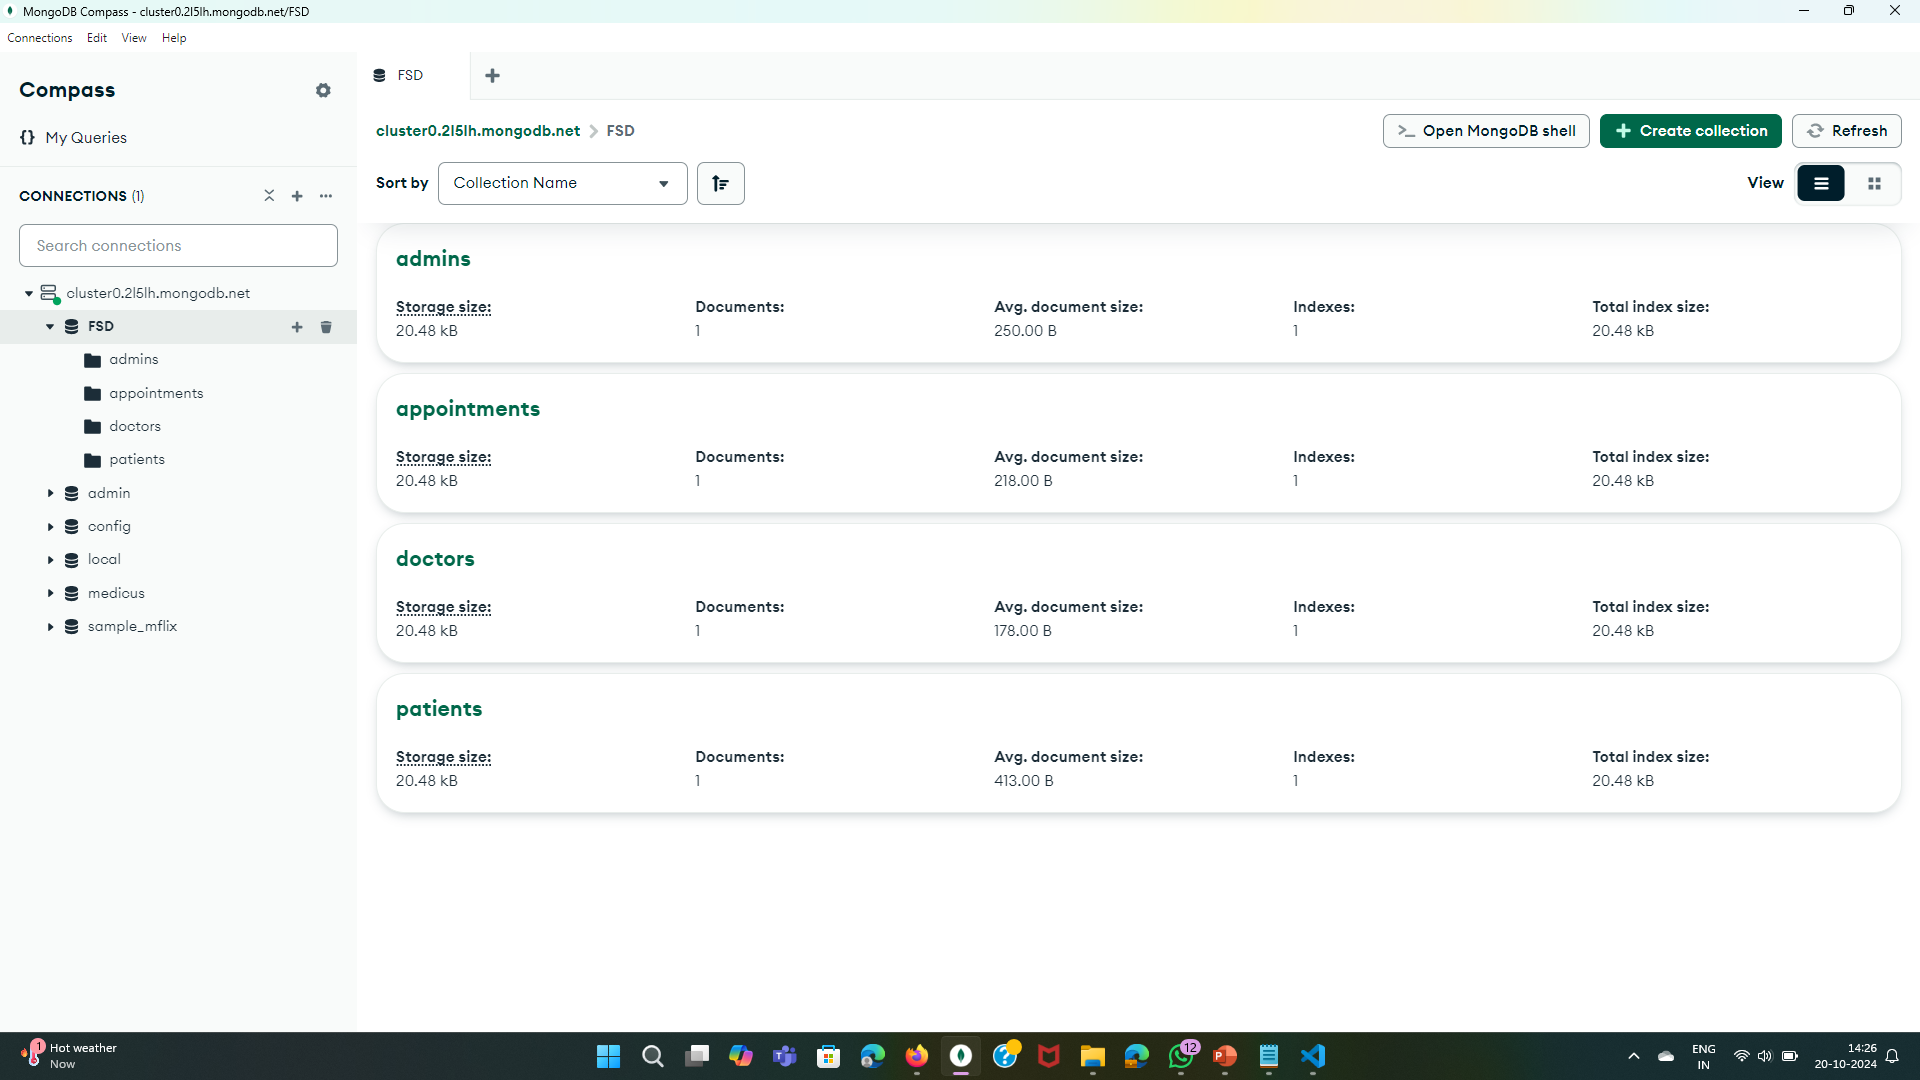 MongoDB Compass - cluster0.2l5lh.mongodb.net/FSD
Connections Edit View Help
Compass
My Queries
CONNECTIONS (1)
Search connections
cluster0.2l5lh.mongodb.net
FSD
admins
appointments
doctors
patients
admin
config
local
medicus
sample_mflix
FSD
cluster0.2l5lh.mongodb.net > FSD
>_ Open MongoDB shell
+ Create collection
Refresh
Sort by Collection Name
View
admins
Storage size: Documents: Avg. document size: Indexes: Total index size:
20.48 kB 1 250.00 B 1 20.48 kB
appointments
Storage size: Documents: Avg. document size: Indexes: Total index size:
20.48 kB 1 218.00 B 1 20.48 kB
doctors
Storage size: Documents: Avg. document size: Indexes: Total index size:
20.48 kB 1 178.00 B 1 20.48 kB
patients
Storage size: Documents: Avg. document size: Indexes: Total index size:
20.48 kB 1 413.00 B 1 20.48 kB
1
Hot weather
Now
12
ENG
IN
14:26
20-10-2024